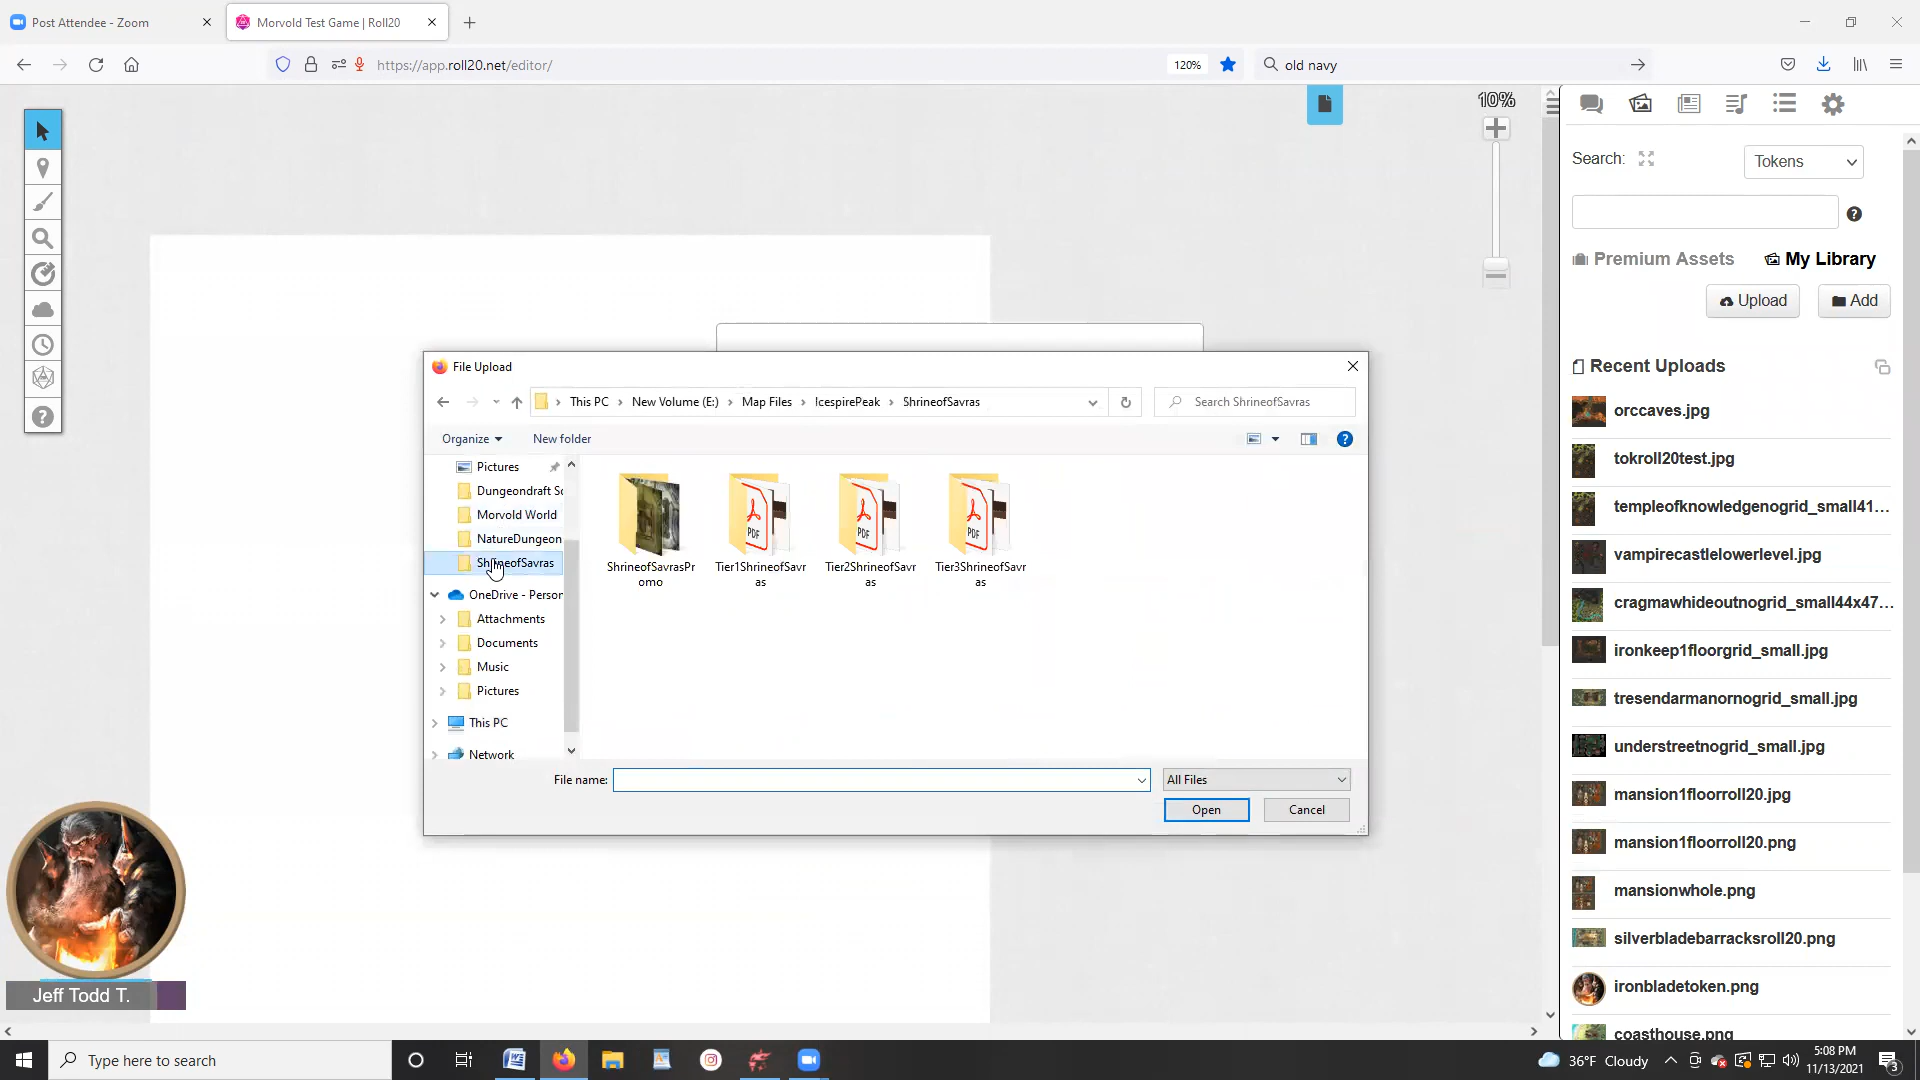 Post Attendee - Zoom
Morvold Test Game | Roll20
https://app.roll20.net/editor/
120%
old navy
10%
Search:
Tokens
Premium Assets
My Library
Upload
Add
Recent Uploads
orccaves.jpg
tokroll20test.jpg
templeofknowledgenogrid_small41...
vampirecastlelowerlevel.jpg
cragmawhideoutnogrid_small44x47...
ironkeep1floorgrid_small.jpg
tresendarmanornogrid_small.jpg
understreetnogrid_small.jpg
mansion1floorroll20.jpg
mansion1floorroll20.png
mansionwhole.png
silverbladebarracksroll20.png
ironbladetoken.png
coasthouse.png
File Upload
This PC > New Volume (E:) > Map Files > IcespirePeak > ShrineofSavras
Search ShrineofSavras
Organize
New folder
Pictures
Dungeondraft Sc
Morvold World
NatureDungeon
ShrineofSavras
OneDrive - Person
Attachments
Documents
Music
Pictures
This PC
Network
PDF
PDF
PDF
ShrineofSavrasPr
omo
Tier1ShrineofSavr
as
Tier2ShrineofSavr
as
Tier3ShrineofSavr
as
File name:
All Files
Open
Cancel
Jeff Todd T.
Type here to search
36°F Cloudy
5:08 PM
11/13/2021
3